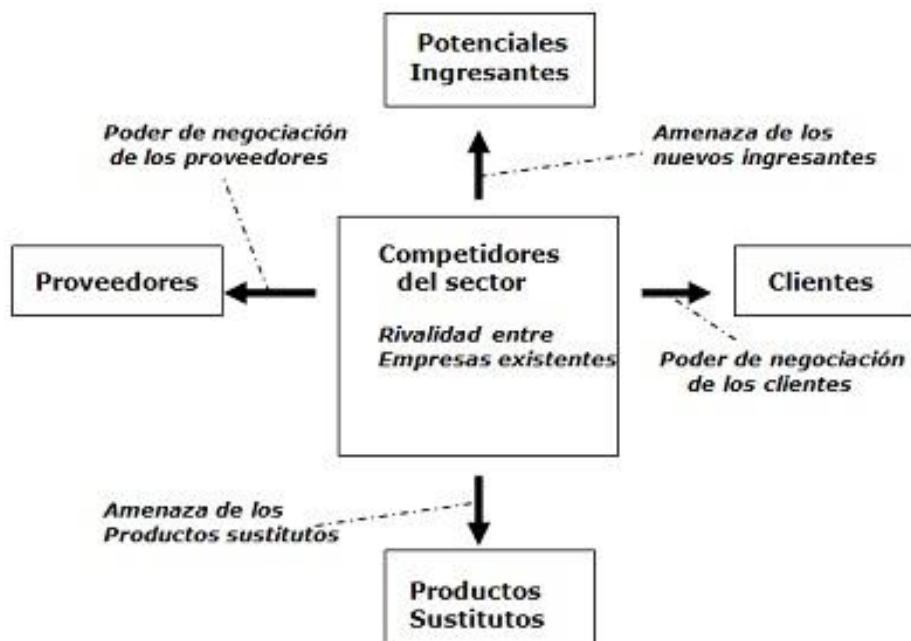 Potenciales
Ingresantes
Poder de negociación
de los proveedores
Amenaza de los
nuevos ingresantes
Proveedores
Competidores
del sector
Rivalidad entre
Empresas existentes
Clientes
Poder de negociación
de los clientes
Amenaza de los
Productos sustitutos
Productos
Sustitutos